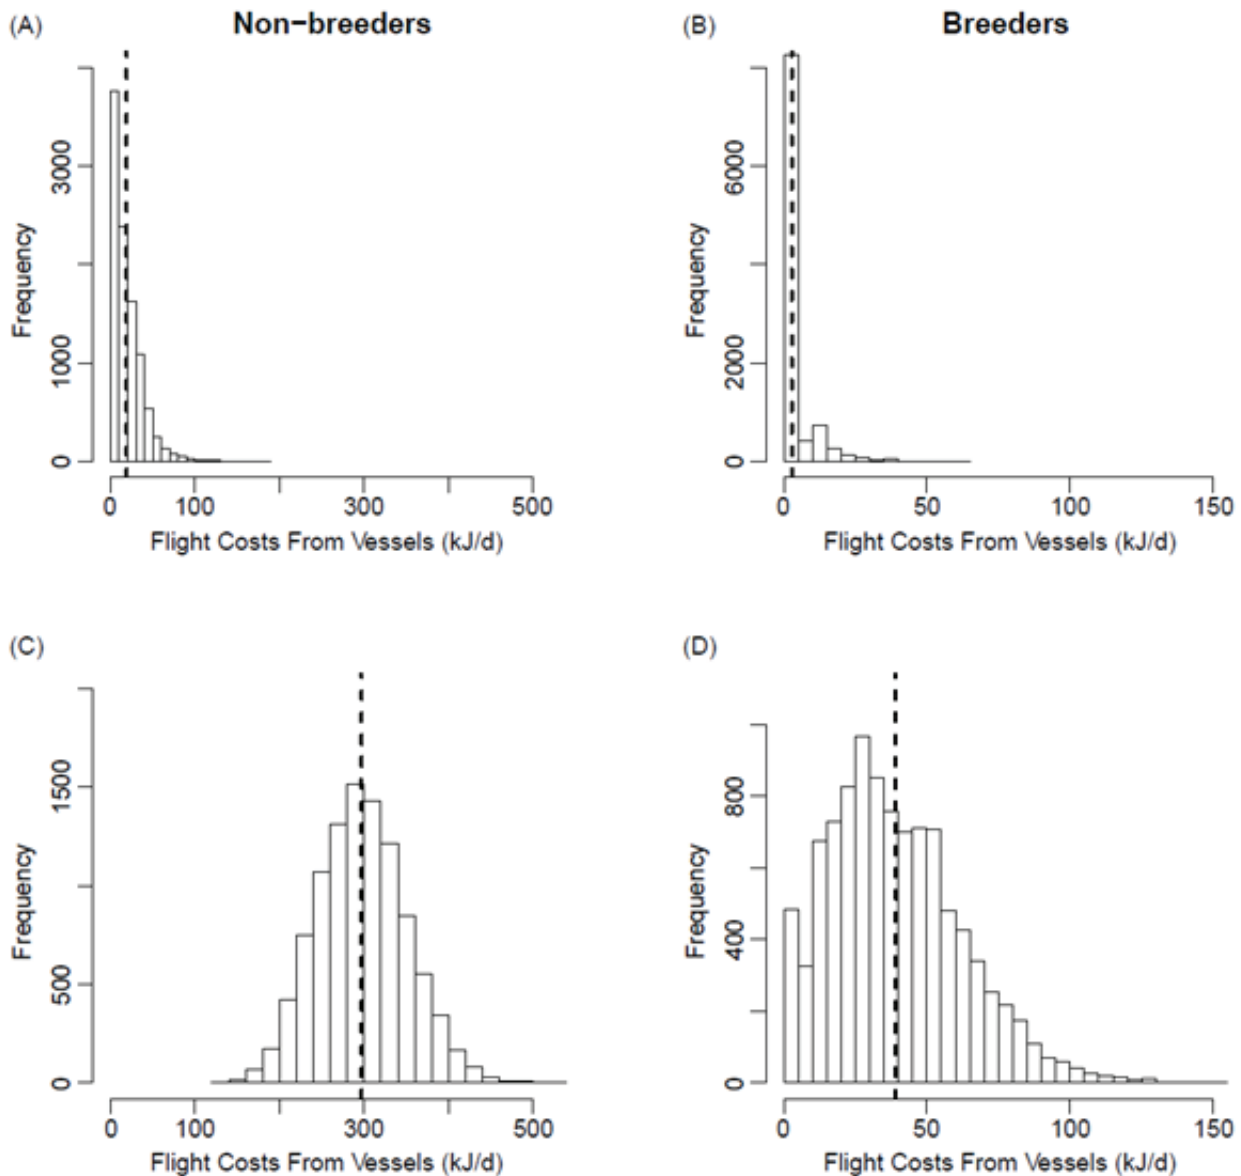 (A)
Non−breeders
Frequency
0
1000
3000
0
100
300
500
Flight Costs From Vessels (kJ/d)
(B)
Breeders
Frequency
0
2000
6000
0
50
100
150
Flight Costs From Vessels (kJ/d)
(C)
Frequency
0
500
1500
0
100
300
500
Flight Costs From Vessels (kJ/d)
(D)
Frequency
0
400
800
0
50
100
150
Flight Costs From Vessels (kJ/d)